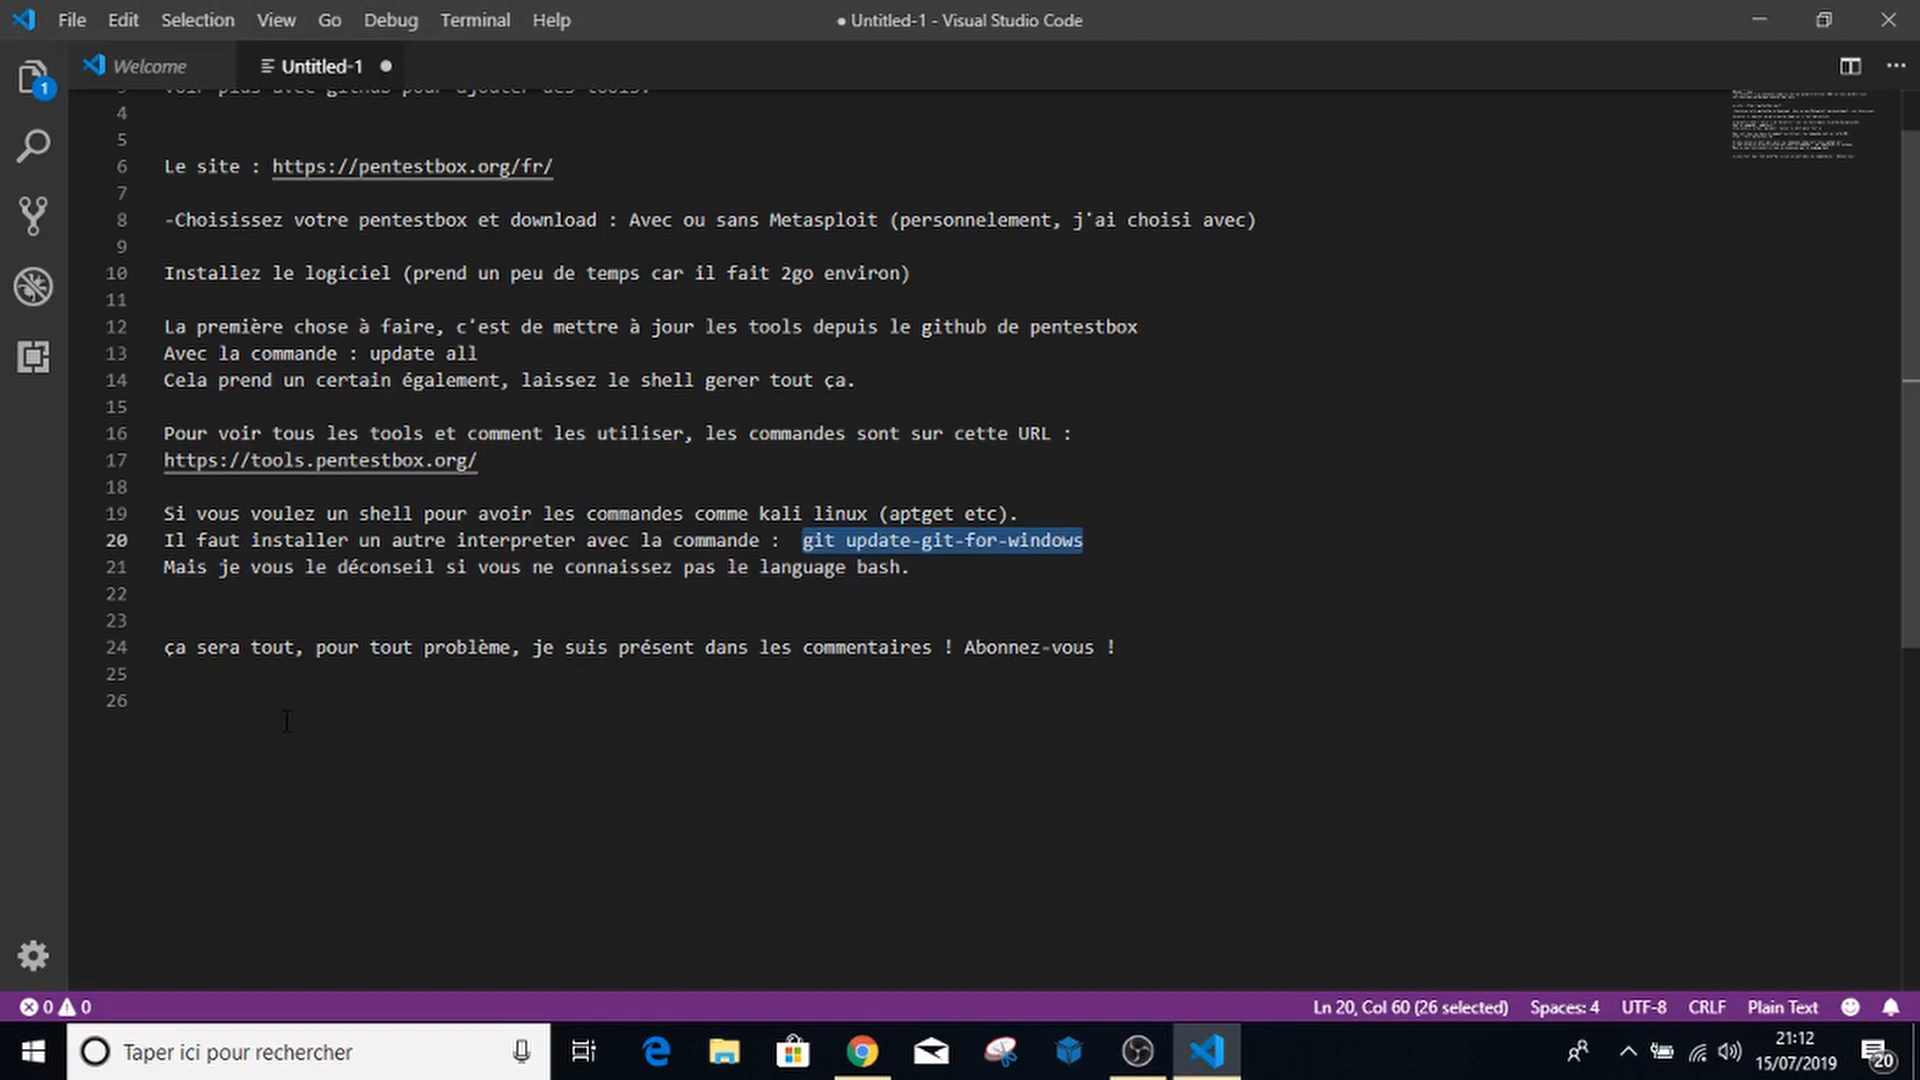 File Edit Selection View Go Debug Terminal Help
● Untitled-1 - Visual Studio Code
Welcome
Untitled-1
1
3 Voir plus avec github pour ajouter des tools.
4
5
6 Le site : https://pentestbox.org/fr/
7
8 -Choisissez votre pentestbox et download : Avec ou sans Metasploit (personnelement, j'ai choisi avec)
9
10 Installez le logiciel (prend un peu de temps car il fait 2go environ)
11
12 La première chose à faire, c'est de mettre à jour les tools depuis le github de pentestbox
13 Avec la commande : update all
14 Cela prend un certain également, laissez le shell gerer tout ça.
15
16 Pour voir tous les tools et comment les utiliser, les commandes sont sur cette URL :
17 https://tools.pentestbox.org/
18
19 Si vous voulez un shell pour avoir les commandes comme kali linux (aptget etc).
20 Il faut installer un autre interpreter avec la commande :  git update-git-for-windows
21 Mais je vous le déconseil si vous ne connaissez pas le language bash.
22
23
24 ça sera tout, pour tout problème, je suis présent dans les commentaires ! Abonnez-vous !
25
26
0 0
Ln 20, Col 60 (26 selected) Spaces: 4 UTF-8 CRLF Plain Text
Taper ici pour rechercher
21:12
15/07/2019
20